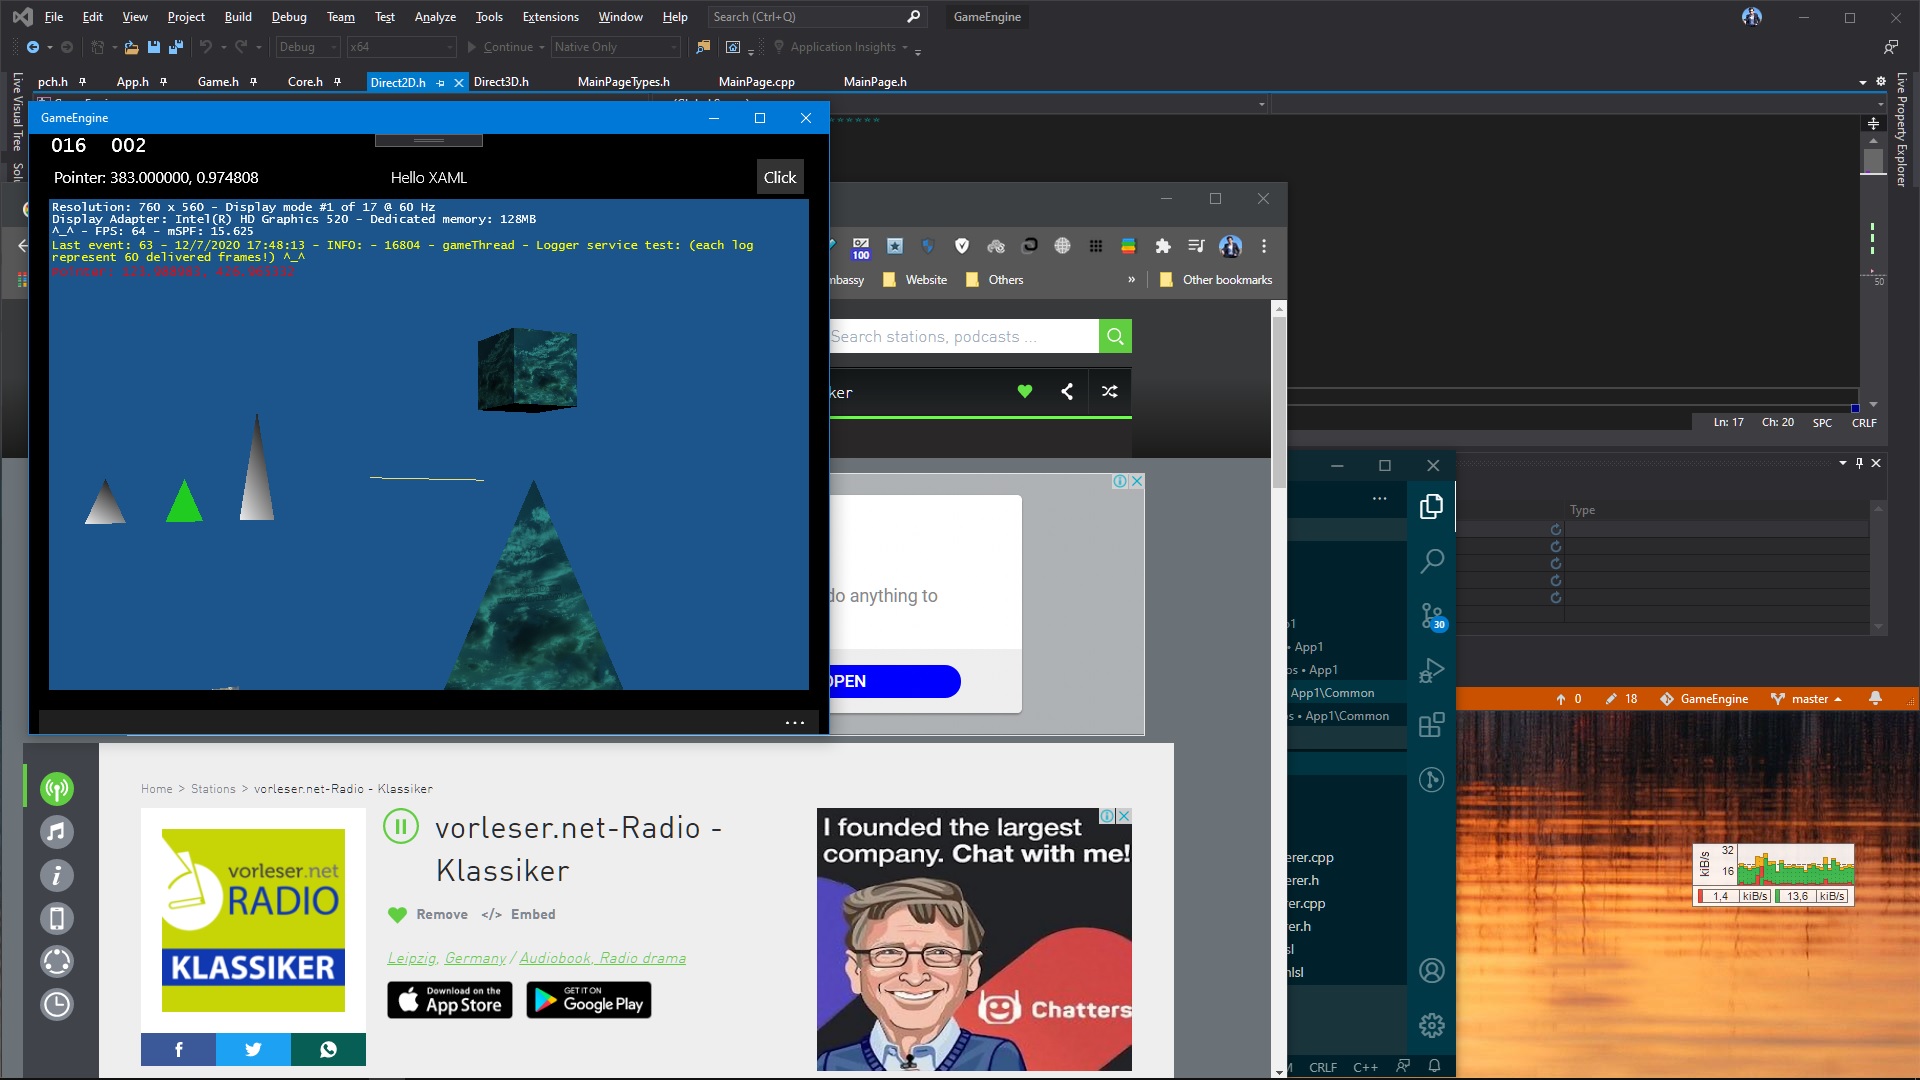 File Edit View Project Build Debug Team Test Analyze Tools Extensions Window Help Search (Ctrl+Q) GameEngine
Debug x64 Continue Native Only Application Insights
pch.h App.h Game.h Core.h Direct2D.h Direct3D.h MainPageTypes.h MainPage.cpp MainPage.h
Live Visual Tree
Live Property Explorer
GameEngine
016 002
Pointer: 383.000000, 0.974808 Hello XAML Click
Resolution: 760 x 560 - Display mode #1 of 17 @ 60 Hz
Display Adapter: Intel(R) HD Graphics 520 - Dedicated memory: 128MB
^_^ - FPS: 64 - mSPF: 15.625
Last event: 63 - 12/7/2020 17:48:13 - INFO: - 16804 - gameThread - Logger service test: (each log
represent 60 delivered frames!) ^_^
Pointer:
...
100
mbassy Website Others » Other bookmarks
Search stations, podcasts ...
ker
do anything to
OPEN
50
Ln: 17 Ch: 20 SPC CRLF
Type
30
• App1
os • App1
App1\Common
s • App1\Common
0 18 GameEngine master
erer.cpp
erer.h
rer.cpp
rer.h
sl
hlsl
CRLF C++
Home > Stations > vorleser.net-Radio - Klassiker
vorleser.net
RADIO
KLASSIKER
vorleser.net-Radio -
Klassiker
Remove </> Embed
Leipzig, Germany / Audiobook, Radio drama
Download on the
App Store
GET IT ON
Google Play
I founded the largest
company. Chat with me!
Chatters
kiB/s
32
16
1,4 kiB/s 13,6 kiB/s